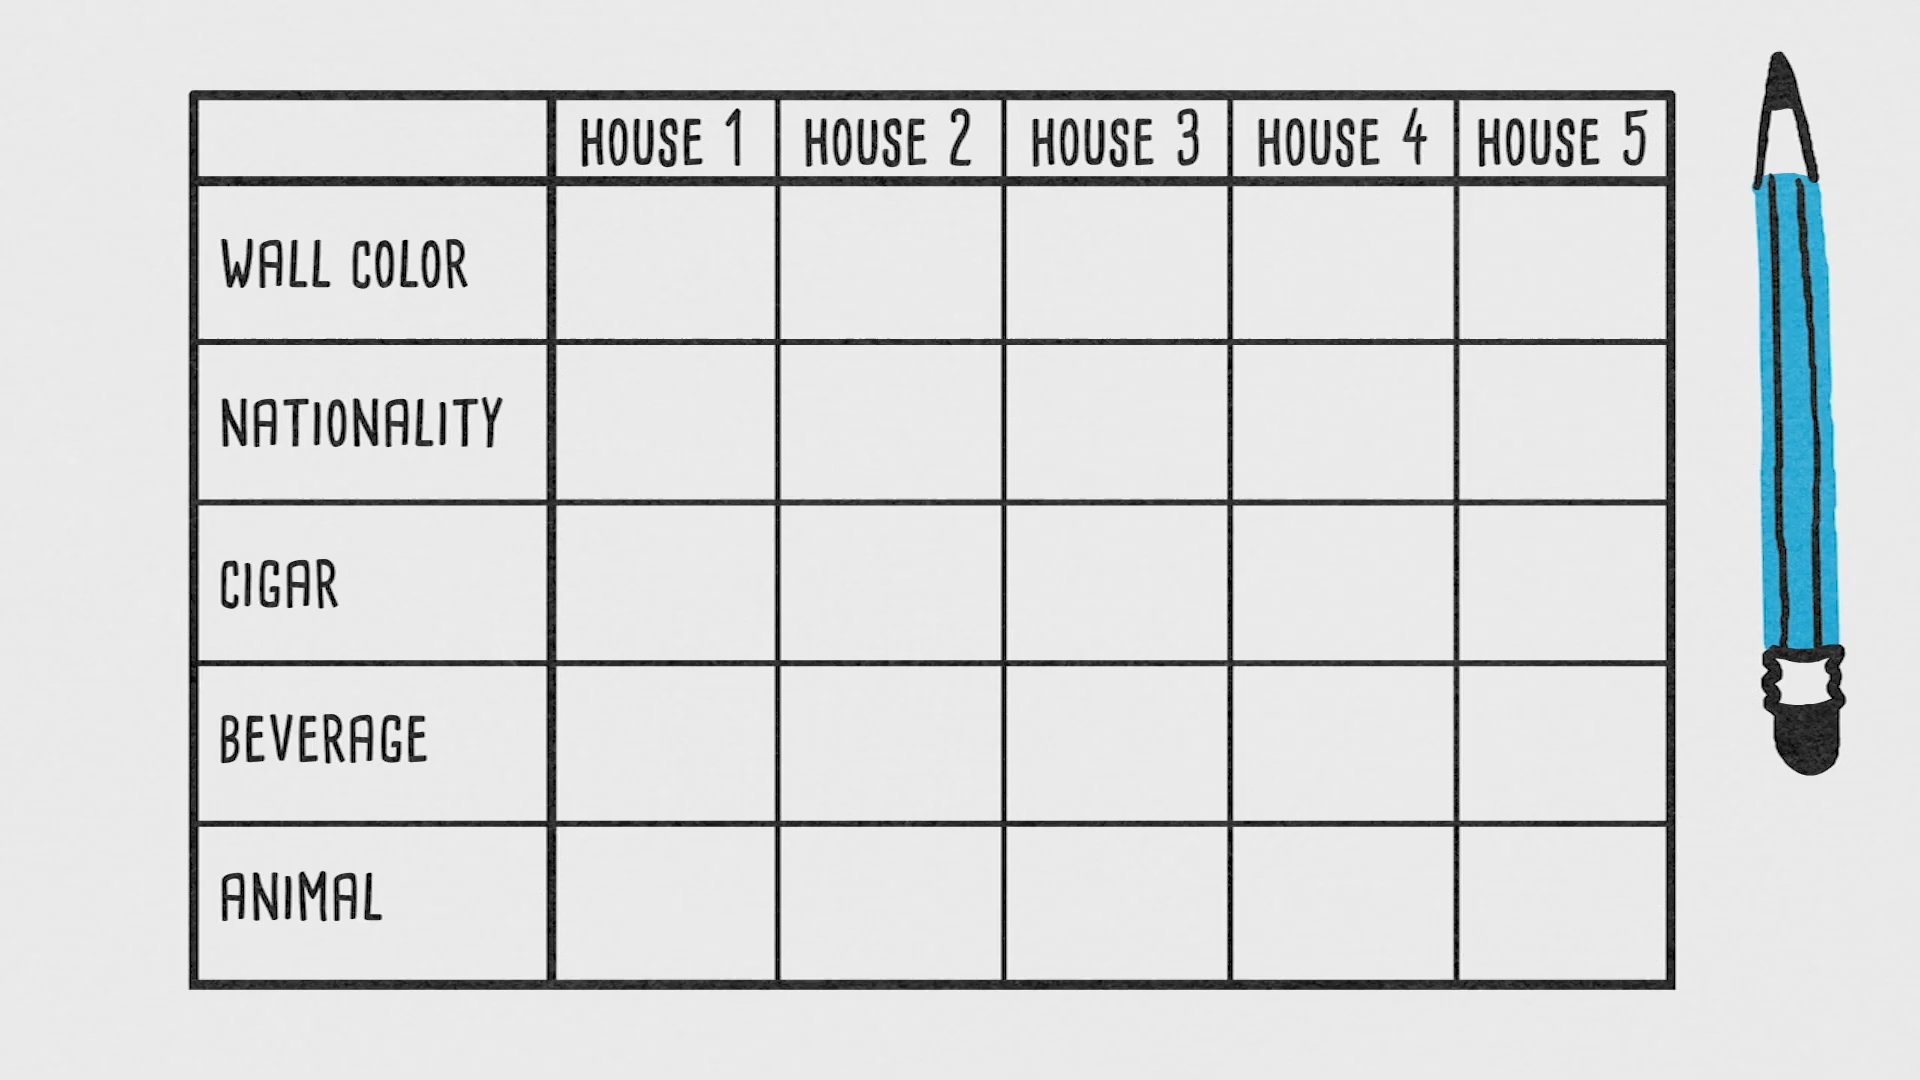 HOUSE 1 HOUSE 2 HOUSE 3 HOUSE 4 HOUSE 5
WALL COLOR
NATIONALITY
CIGAR
BEVERAGE
ANIMAL